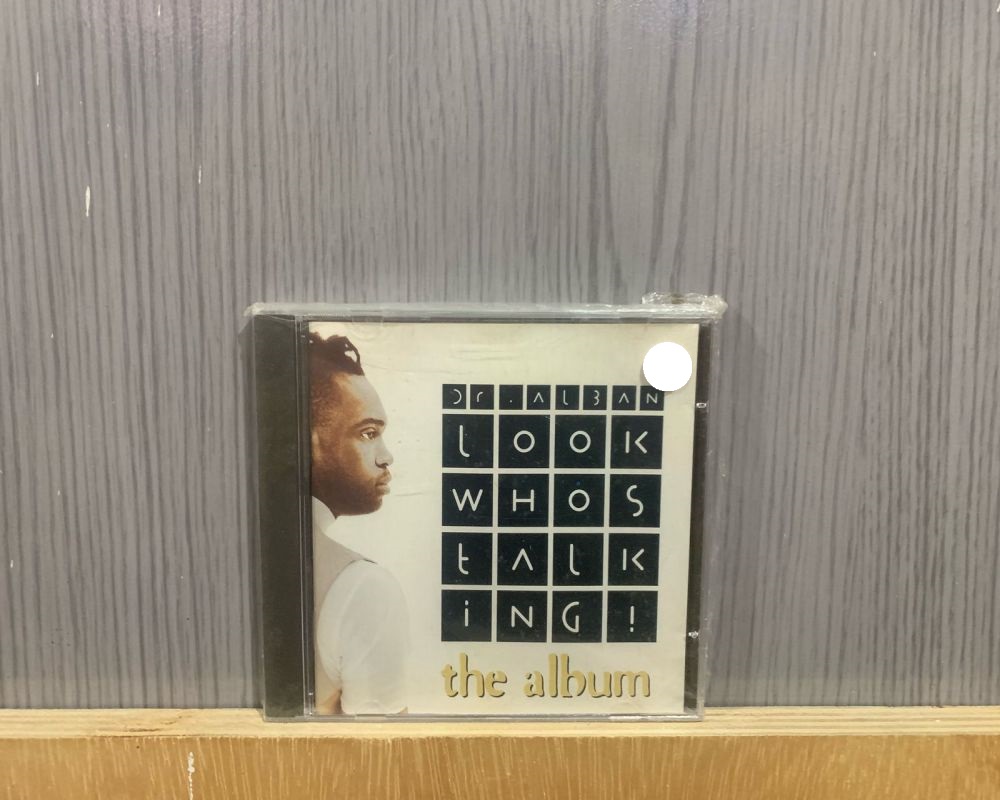 Dr. ALBAN
lOOK
WHOS
tALK
iNG!
the album